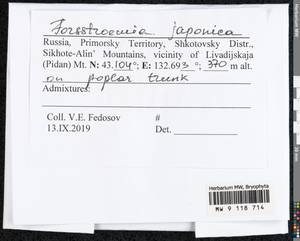 Forsstroemia japonica
Russia, Primorsky Territory, Shkotovsky Distr.,
Sikhote-Alin' Mountains, vicinity of Livadijskaja
(Pidan) Mt. N: 43.104°; E: 132.693 °; 370 m alt.
on poplar trunk
Admixtures:
Coll. V.E. Fedosov #
13.IX.2019 Det.
Herbarium MW, Bryophyta
MW 9 118 714